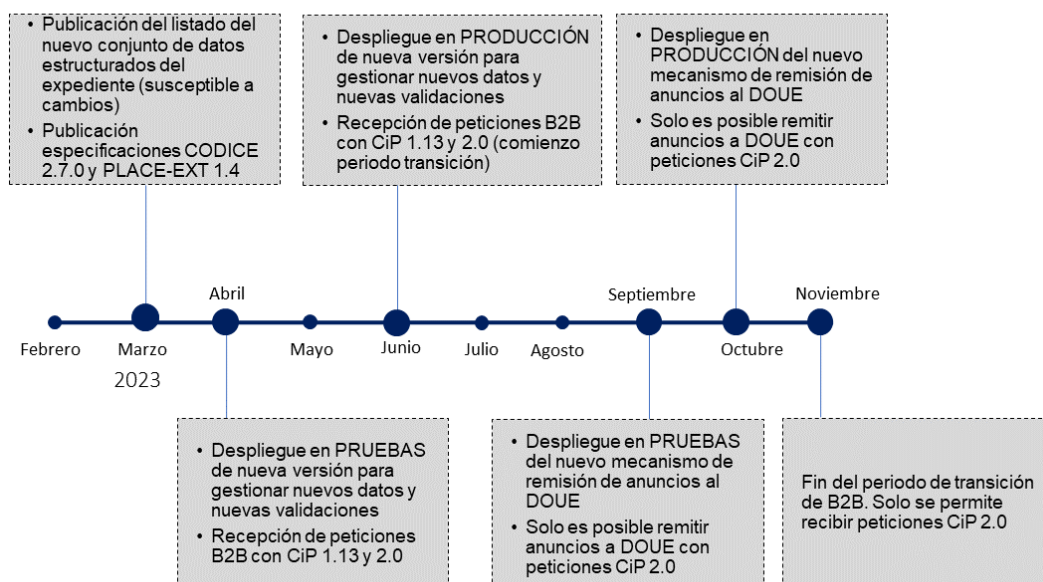 • Publicación del listado del
nuevo conjunto de datos
estructurados del
expediente (susceptible a
cambios)
• Publicación
especificaciones CODICE
2.7.0 y PLACE-EXT 1.4
• Despliegue en PRODUCCIÓN
de nueva versión para
gestionar nuevos datos y
nuevas validaciones
• Recepción de peticiones B2B
con CiP 1.13 y 2.0 (comienzo
periodo transición)
• Despliegue en
PRODUCCIÓN del nuevo
mecanismo de remisión de
anuncios al DOUE
• Solo es posible remitir
anuncios a DOUE con
peticiones CiP 2.0
Abril
Septiembre
Noviembre
Febrero
Marzo
Mayo
Junio
Julio
Agosto
Octubre
2023
• Despliegue en PRUEBAS
de nueva versión para
gestionar nuevos datos y
nuevas validaciones
• Recepción de peticiones
B2B con CiP 1.13 y 2.0
• Despliegue en PRUEBAS
del nuevo mecanismo de
remisión de anuncios al
DOUE
• Solo es posible remitir
anuncios a DOUE con
peticiones CiP 2.0
Fin del periodo de transición
de B2B. Solo se permite
recibir peticiones CiP 2.0